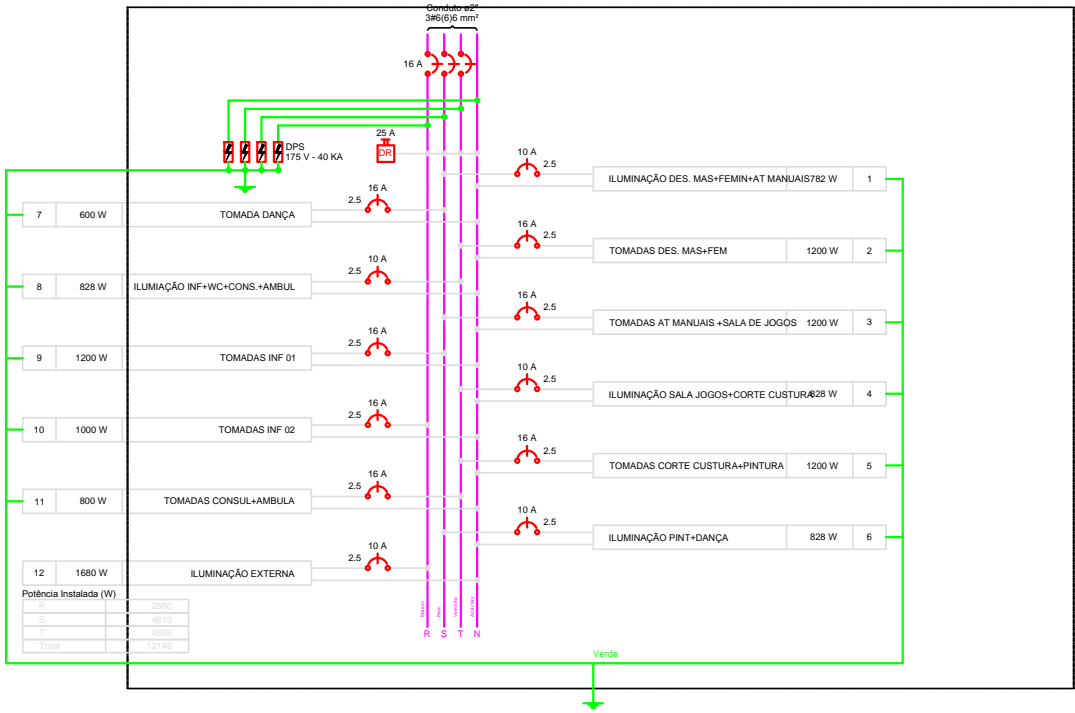 Conduto ø2"
3#6(6)6 mm²
16 A
DPS
175 V - 40 KA
25 A
DR
10 A
2.5
ILUMINAÇÃO DES. MAS+FEMIN+AT MANUAIS 782 W 1
16 A
2.5
7 600 W TOMADA DANÇA
16 A
2.5
TOMADAS DES. MAS+FEM 1200 W 2
10 A
2.5
8 828 W ILUMIAÇÃO INF+WC+CONS.+AMBUL
16 A
2.5
TOMADAS AT MANUAIS +SALA DE JOGOS 1200 W 3
16 A
2.5
9 1200 W TOMADAS INF 01
10 A
2.5
ILUMINAÇÃO SALA JOGOS+CORTE CUSTURA 828 W 4
16 A
2.5
10 1000 W TOMADAS INF 02
16 A
2.5
TOMADAS CORTE CUSTURA+PINTURA 1200 W 5
16 A
2.5
11 800 W TOMADAS CONSUL+AMBULA
10 A
2.5
ILUMINAÇÃO PINT+DANÇA 828 W 6
10 A
2.5
12 1680 W ILUMINAÇÃO EXTERNA
Potência Instalada (W)
R 2680
S 4610
T 4856
Total 12146
R S T N
Verde